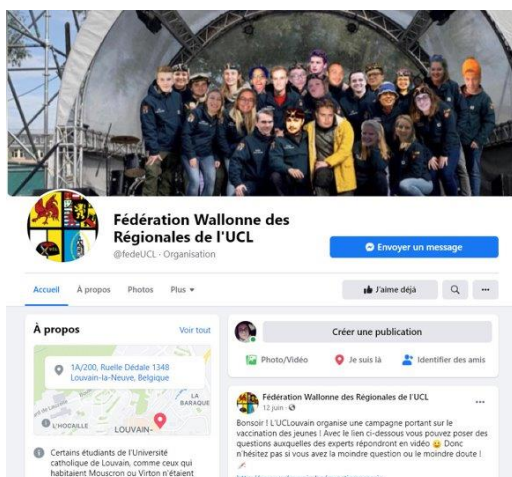 Fédération Wallonne des
Régionales de l'UCL
@fedeUCL · Organisation
Envoyer un message
Accueil
À propos
Photos
Plus
J'aime déjà
À propos
Voir tout
1A/200, Ruelle Dédale 1348
Louvain-la-Neuve, Belgique
LA
BARAQUE
L'HOCAILLE
LOUVAIN-
Certains étudiants de l'Université
catholique de Louvain, comme ceux qui
habitaient Mouscron ou Virton n'étaient
Créer une publication
Photo/Vidéo
Je suis là
Identifier des amis
Fédération Wallonne des Régionales de l'UCL
12 juin ·
Bonsoir ! L'UCLouvain organise une campagne portant sur le
vaccination des jeunes ! Avec le lien ci-dessous vous pouvez poser des
questions auxquelles des experts répondront en vidéo 😉 Donc
n'hésitez pas si vous avez la moindre question ou le moindre doute !